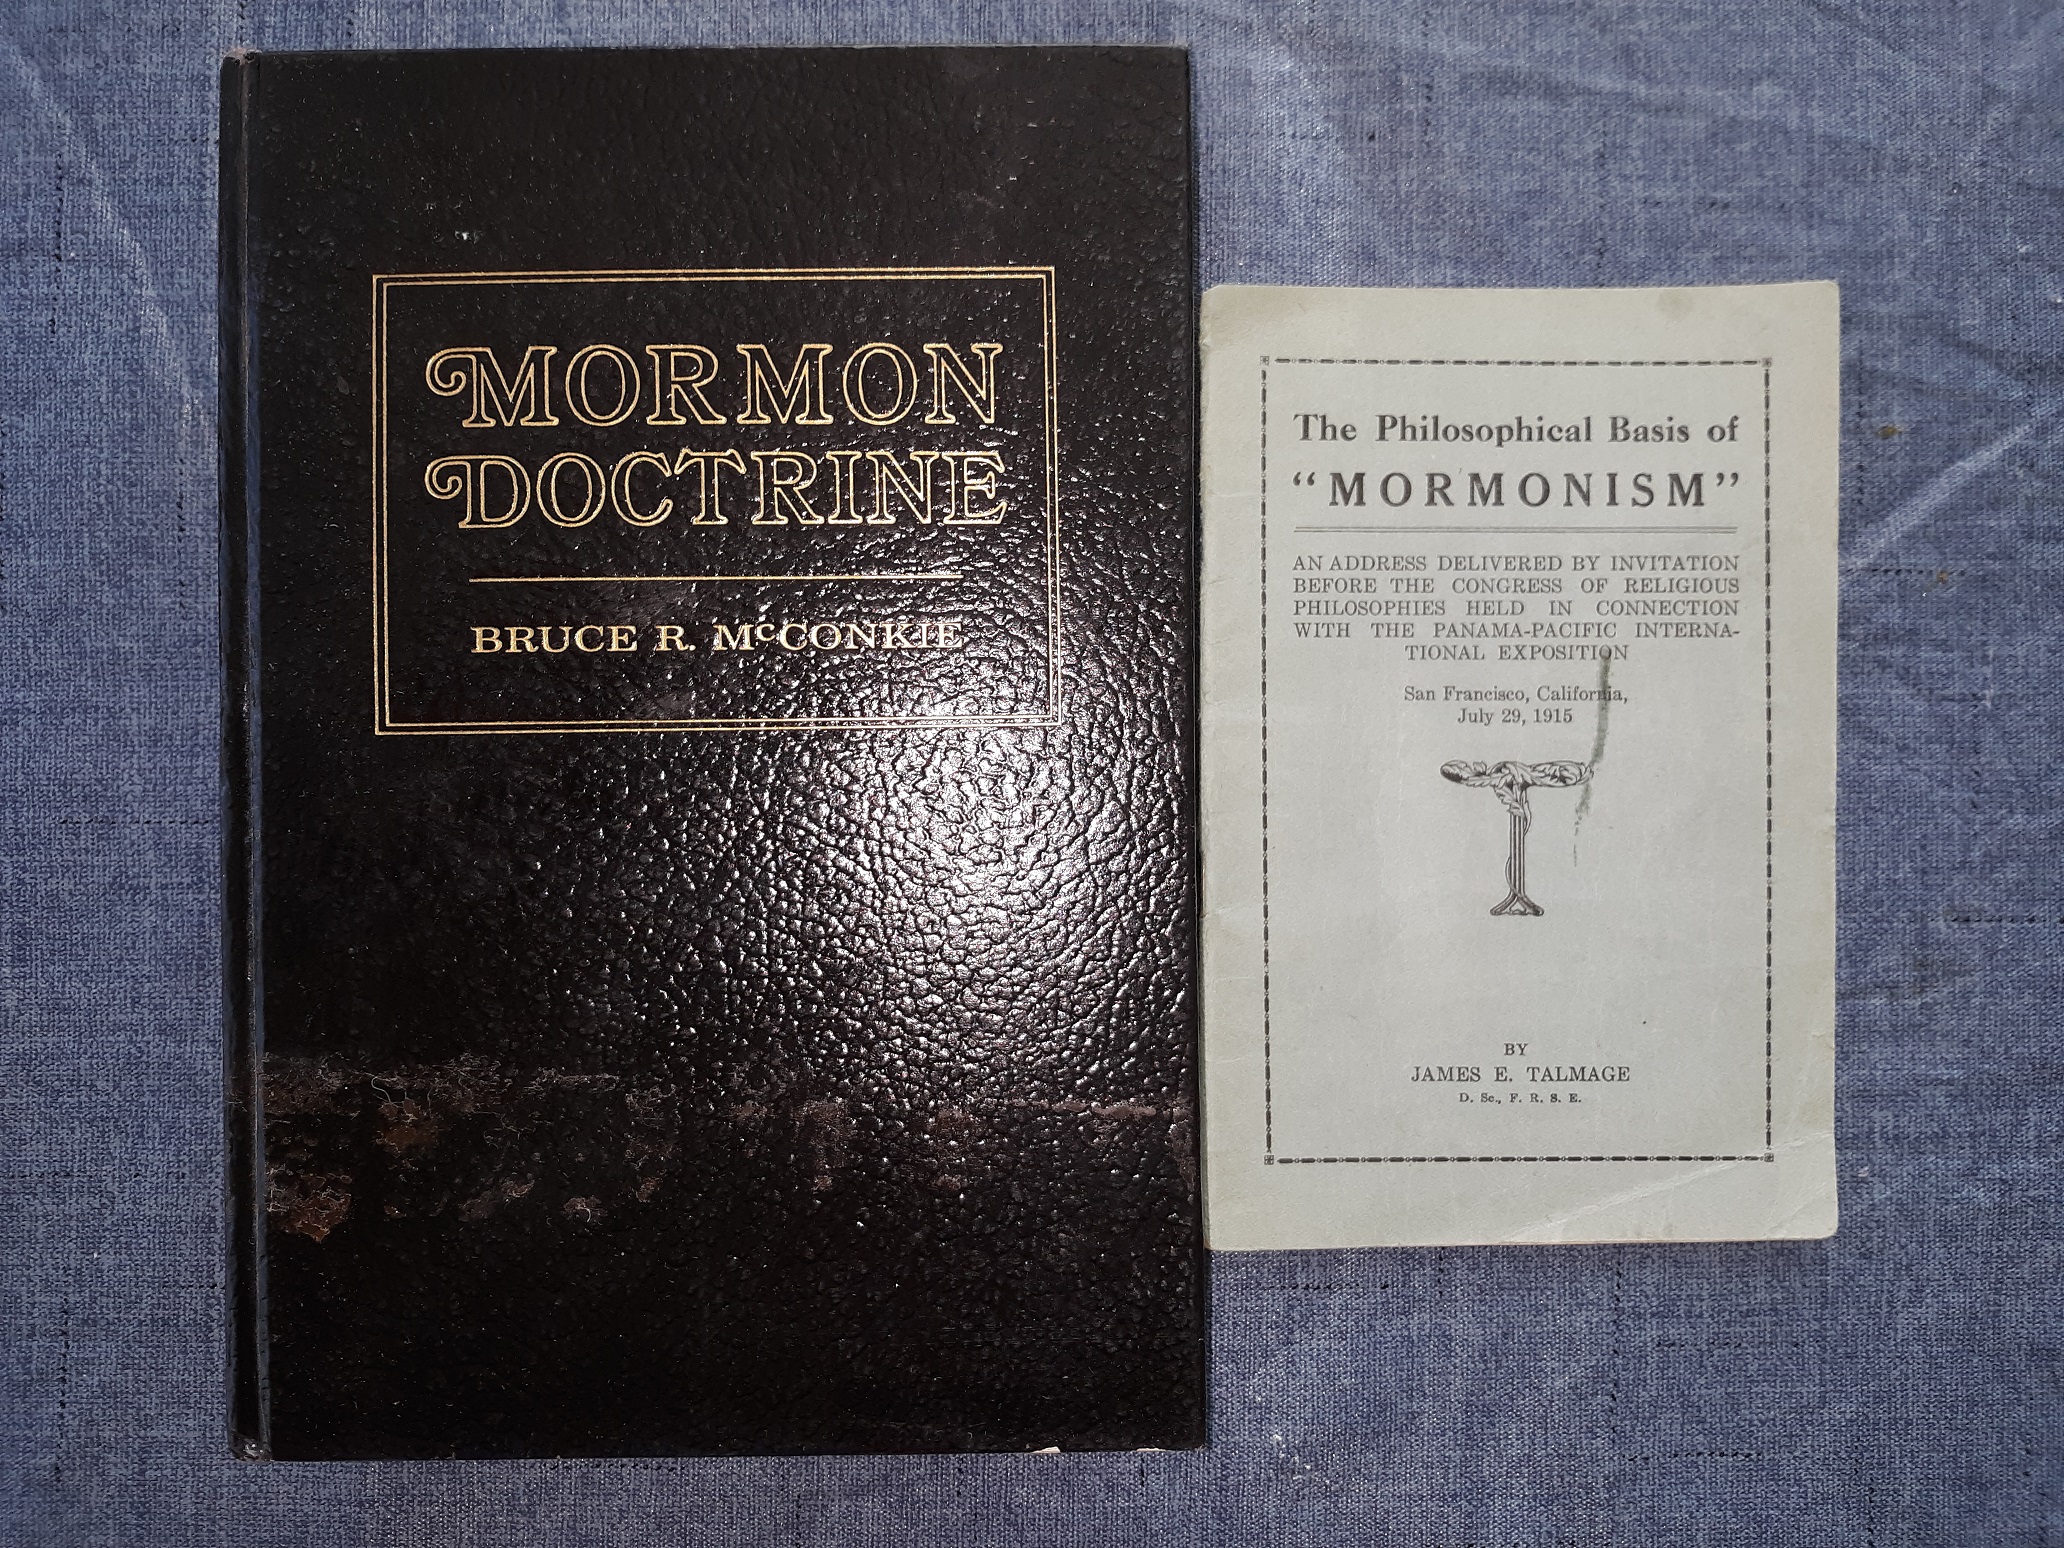 MORMON
DOCTRINE
BRUCE R. McCONKIE
The Philosophical Basis of
“MORMONISM”
AN ADDRESS DELIVERED BY INVITATION
BEFORE THE CONGRESS OF RELIGIOUS
PHILOSOPHIES HELD IN CONNECTION
WITH THE PANAMA-PACIFIC INTERNA-
TIONAL EXPOSITION
San Francisco, California,
July 29, 1915
BY
JAMES E. TALMAGE
D. Sc., F. R. S. E.